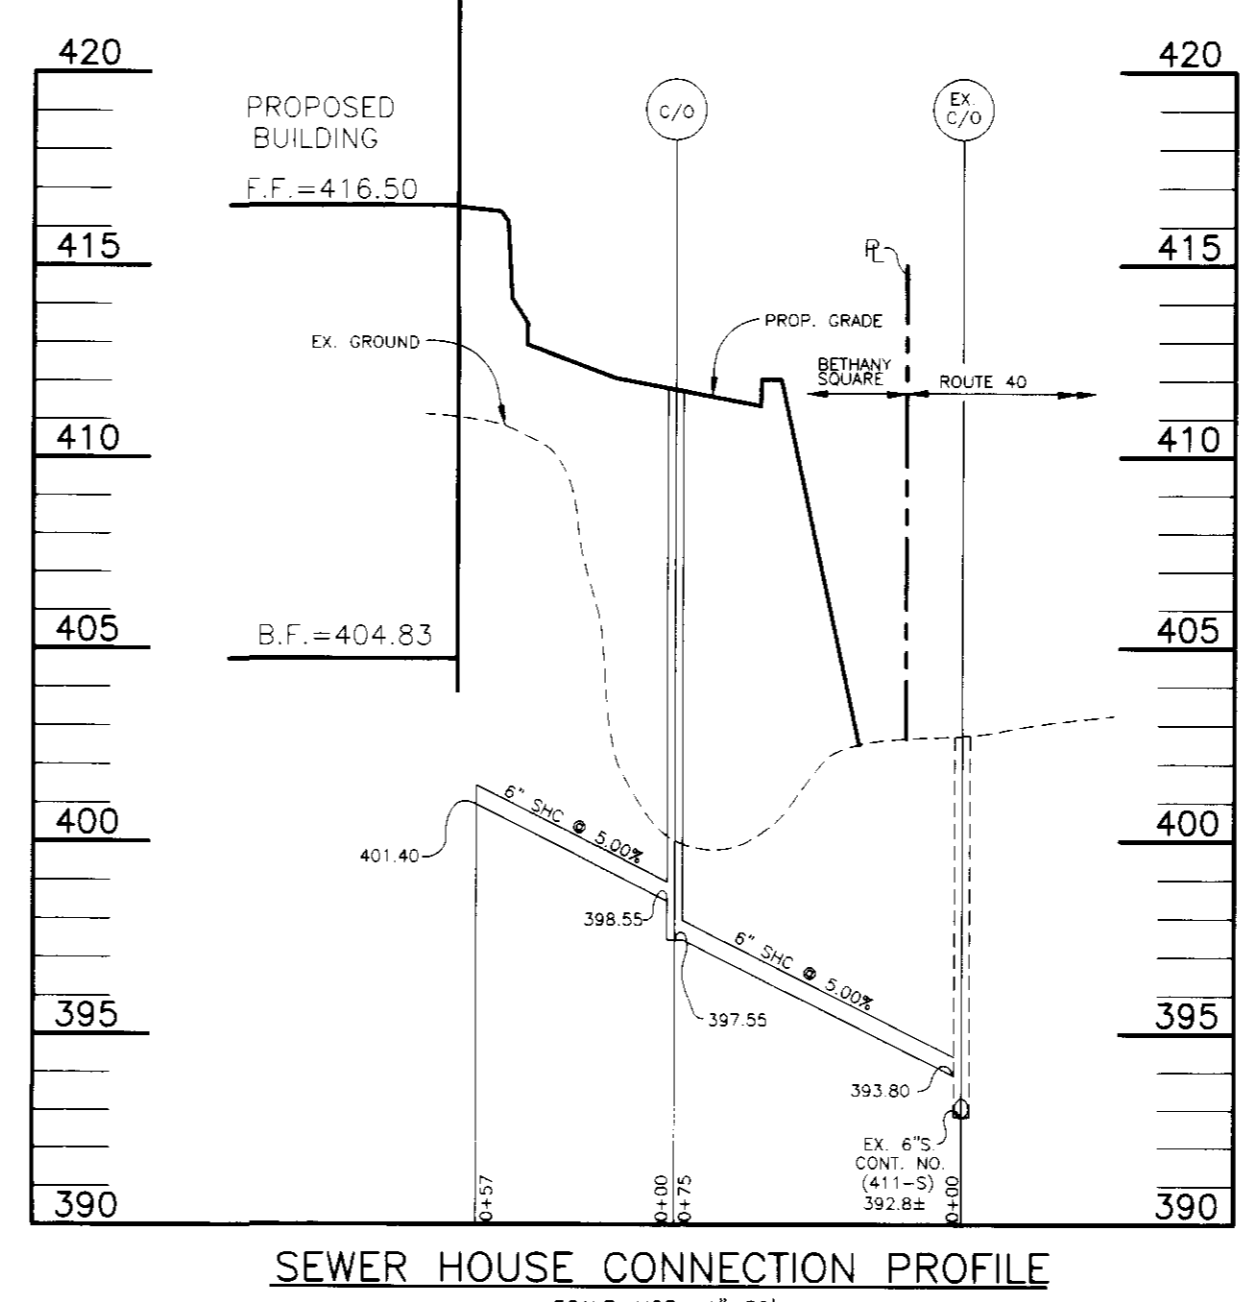 420
420
PROPOSED
BUILDING
C/O
EX.
C/O
F.F.=416.50
415
415
PL
PROP. GRADE
EX. GROUND
BETHANY
SQUARE
ROUTE 40
410
410
405
405
B.F.=404.83
400
400
6" SHC @ 5.00%
401.40
398.55
6" SHC @ 5.00%
397.55
395
395
393.80
EX. 6"S.
CONT. NO.
(411-S)
392.8±
0+57
0+00
0+75
0+00
390
390
SEWER HOUSE CONNECTION PROFILE